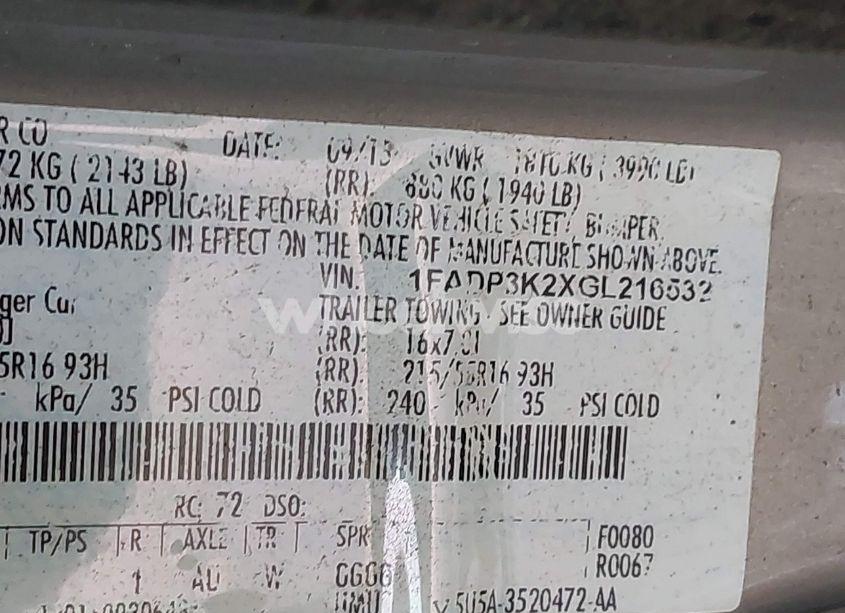 R CO DATE: 09/13 GVWR 1810 KG ( 3990 LB)
72 KG ( 2143 LB) (RR): 880 KG ( 1940 LB)
RMS TO ALL APPLICABLE FEDERAL MOTOR VEHICLE SAFETY, BUMPER,
ON STANDARDS IN EFFECT ON THE DATE OF MANUFACTURE SHOWN ABOVE.
VIN: 1FADP3K2XGL216532
ger Car TRAILER TOWING - SEE OWNER GUIDE
(RR): 16x7.0J
5R16 93H (RR): 215/55R16 93H
kPa/ 35 PSI COLD (RR): 240 kPa/ 35 PSI COLD
RC: 72 DSO:
TP/PS R AXLE TR SPR F0080
1 AU W GGGG R0067
5U5A-3520472-AA